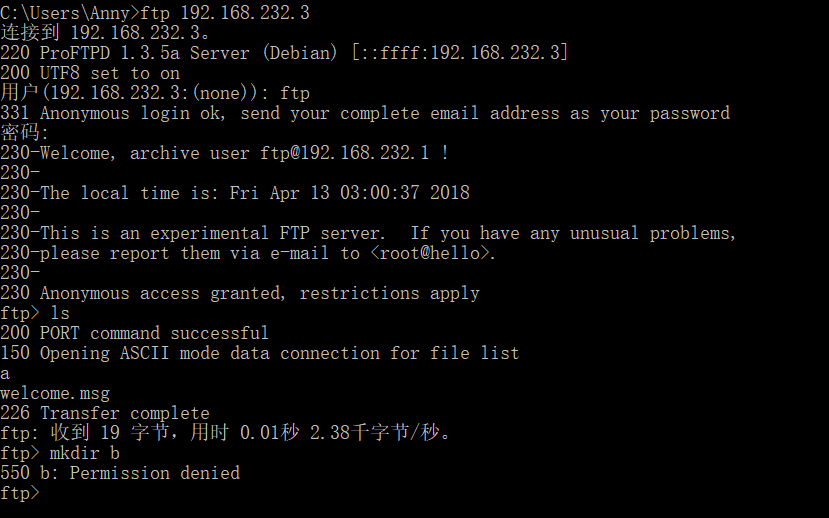 C:\Users\Anny>ftp 192.168.232.3
连接到 192.168.232.3。
220 ProFTPD 1.3.5a Server (Debian) [::ffff:192.168.232.3]
200 UTF8 set to on
用户(192.168.232.3:(none)): ftp
331 Anonymous login ok, send your complete email address as your password
密码:
230-Welcome, archive user ftp@192.168.232.1 !
230-
230-The local time is: Fri Apr 13 03:00:37 2018
230-
230-This is an experimental FTP server.  If you have any unusual problems,
230-please report them via e-mail to <root@hello>.
230-
230 Anonymous access granted, restrictions apply
ftp> ls
200 PORT command successful
150 Opening ASCII mode data connection for file list
a
welcome.msg
226 Transfer complete
ftp: 收到 19 字节，用时 0.01秒 2.38千字节/秒。
ftp> mkdir b
550 b: Permission denied
ftp>